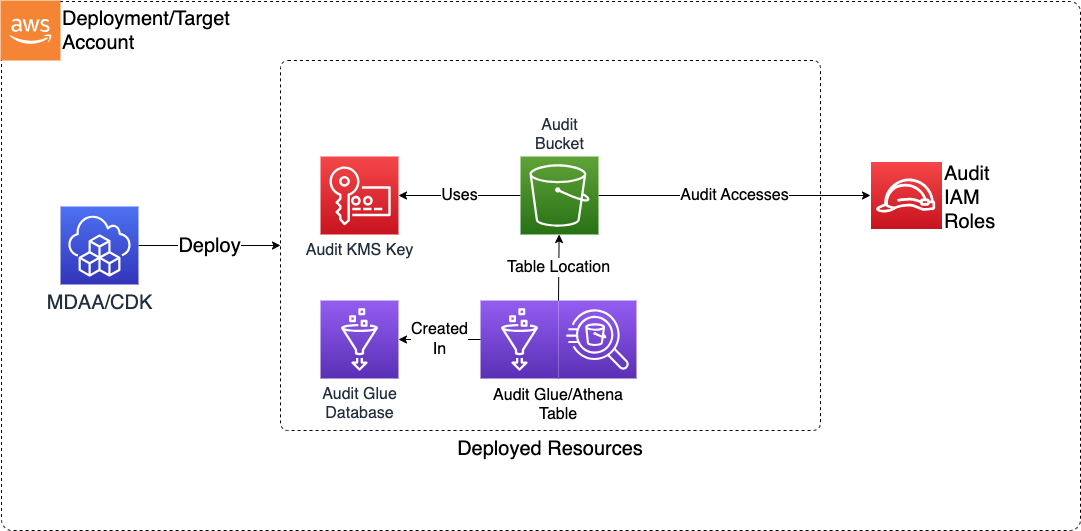 aws
Deployment/Target
Account
Audit
Bucket
Uses
Audit Accesses
Audit
IAM
Roles
Audit KMS Key
Deploy
MDAA/CDK
Table Location
Created
In
Audit Glue
Database
Audit Glue/Athena
Table
Deployed Resources